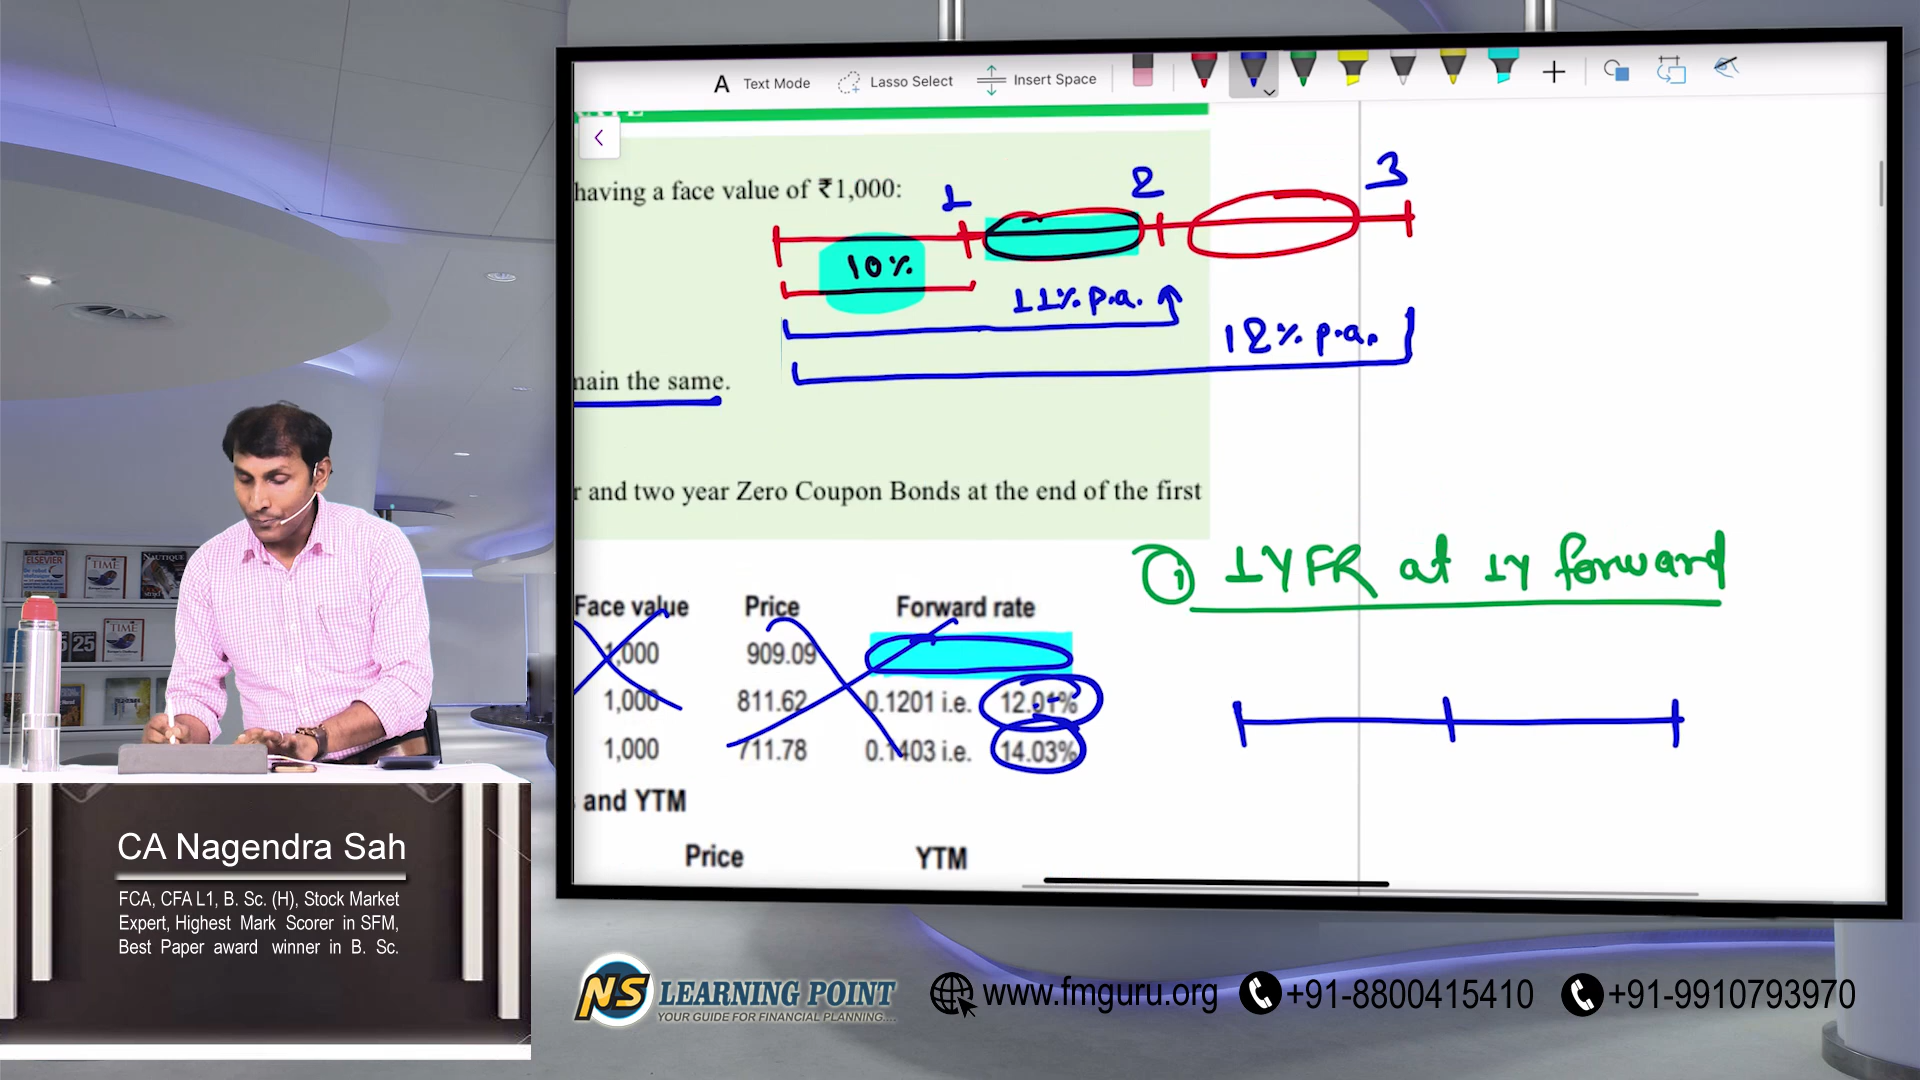 A Text Mode Lasso Select Insert Space
having a face value of ₹1,000:
1 2 3
10%
11% p.a.
12% p.a.
main the same.
r and two year Zero Coupon Bonds at the end of the first
① 1YFR at 1Y forward
Face value Price Forward rate
1,000 909.09
1,000 811.62 0.1201 i.e. 12.01%
1,000 711.78 0.1403 i.e. 14.03%
and YTM
Price YTM
ELSEVIER
TIME
NAUTIQUE
TIME
25
CA Nagendra Sah
FCA, CFA L1, B. Sc. (H), Stock Market
Expert, Highest Mark Scorer in SFM,
Best Paper award winner in B. Sc.
NS LEARNING POINT
YOUR GUIDE FOR FINANCIAL PLANNING....
www.fmguru.org +91-8800415410 +91-9910793970